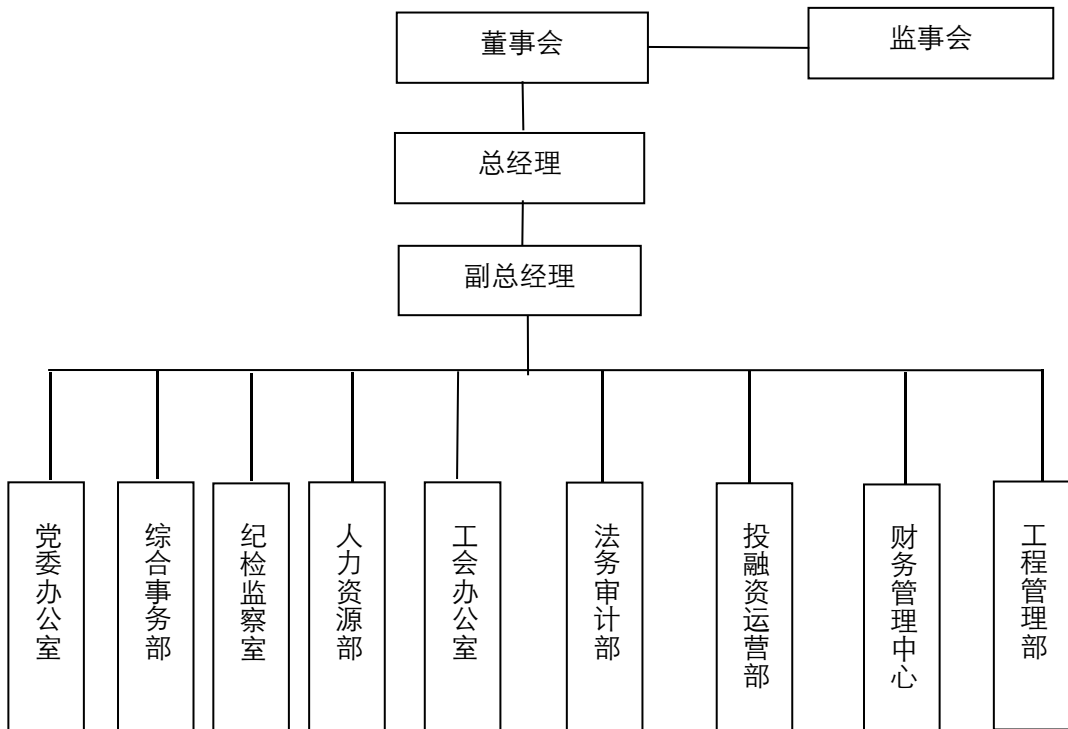 董事会
监事会
总经理
副总经理
党委办公室
综合事务部
纪检监察室
人力资源部
工会办公室
法务审计部
投融资运营部
财务管理中心
工程管理部